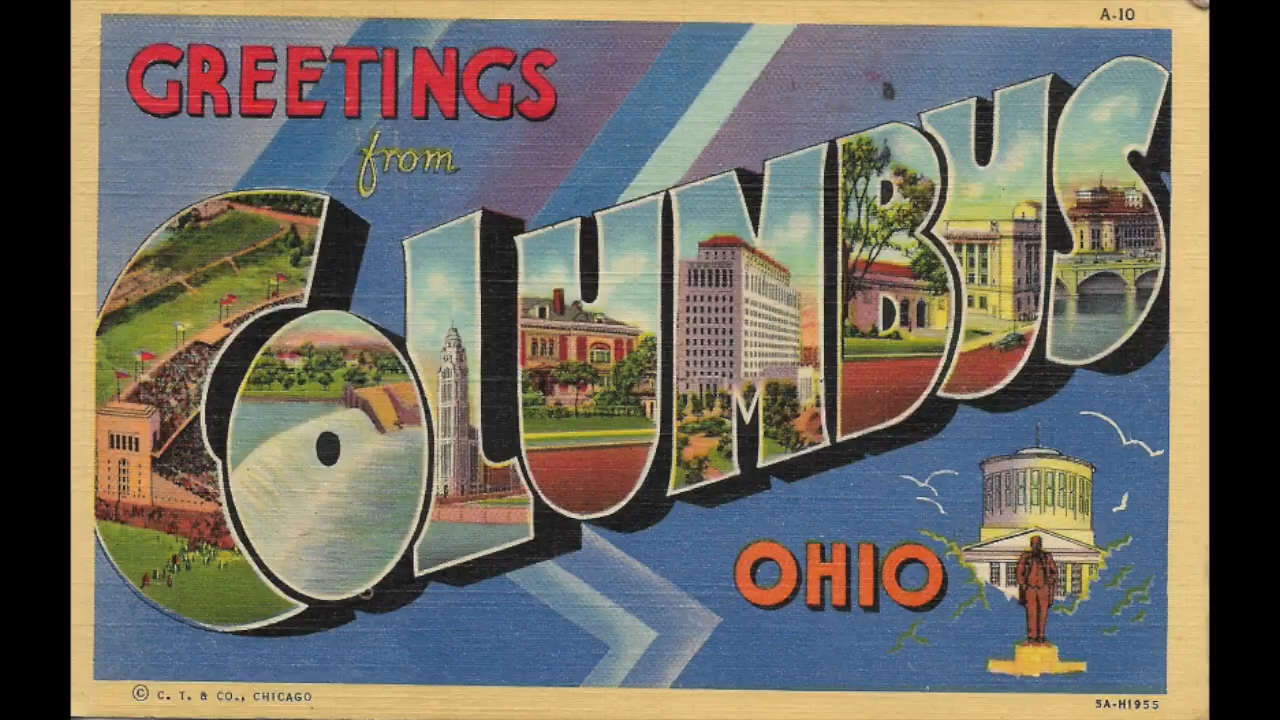 A-10
GREETINGS
from
COLUMBUS
OHIO
© C. T. & CO., CHICAGO
5A-H1955